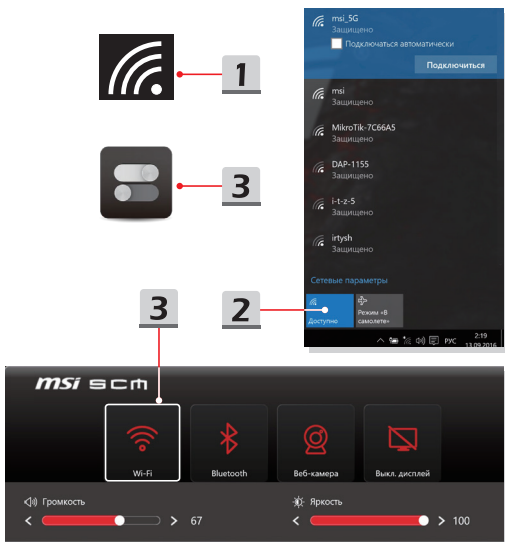 1
3
3
2
msi_5G
Защищено
Подключаться автоматически
Подключиться
msi
Защищено
MikroTik-7C66A5
Защищено
DAP-1155
Защищено
i-t-z-5
Защищено
irtysh
Защищено
Сетевые параметры
Доступно
Режим «В
самолете»
РУС
2:19
13.09.2016
msi SCM
Wi-Fi
Bluetooth
Веб-камера
Выкл. дисплей
Громкость
< > 67
Яркость
< > 100